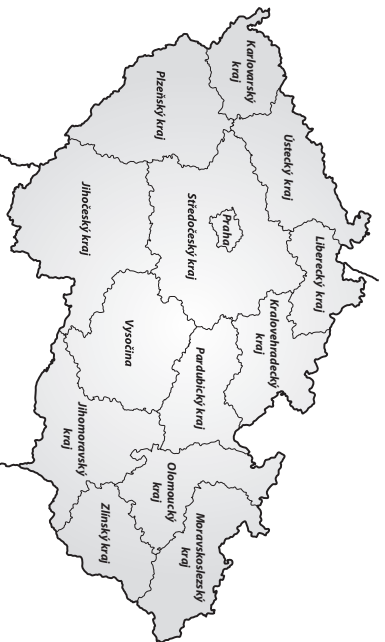 Karlovarský
kraj
Ústecký kraj
Liberecký kraj
Plzeňský kraj
Praha
Středočeský kraj
Kralovehradecký
kraj
Jihočeský kraj
Vysočina
Pardubický kraj
Jihomoravský
kraj
Olomoucký
kraj
Moravskoslezský
kraj
Zlínský kraj